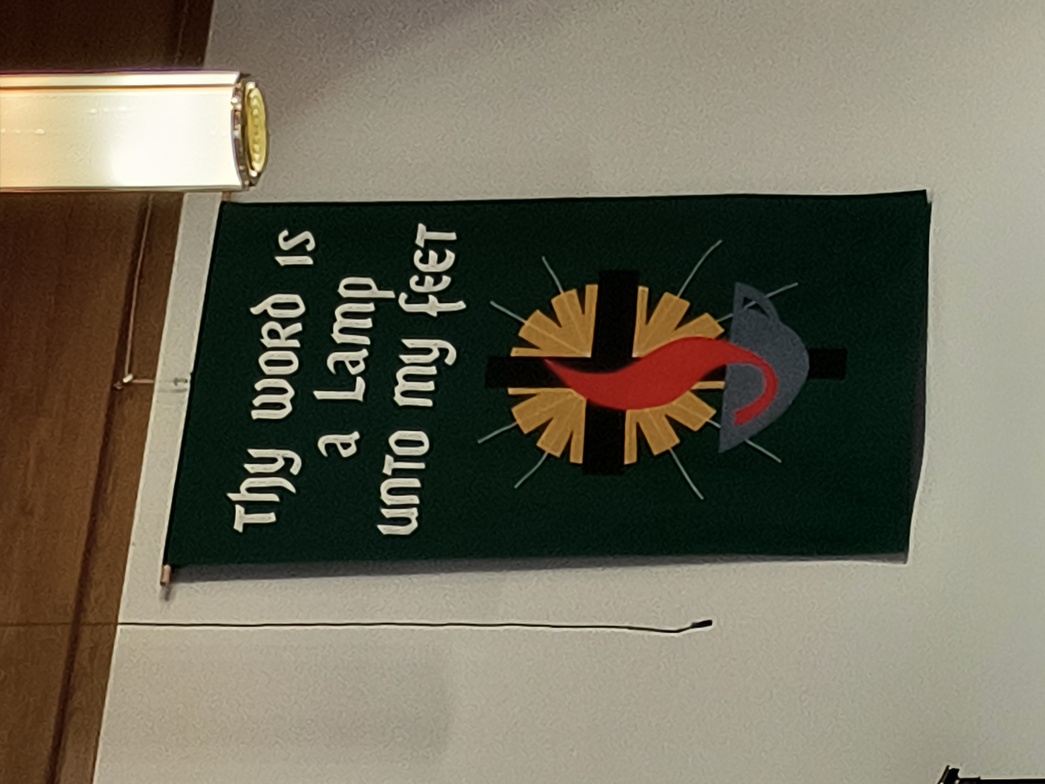 Thy word is
a Lamp
unto my feet